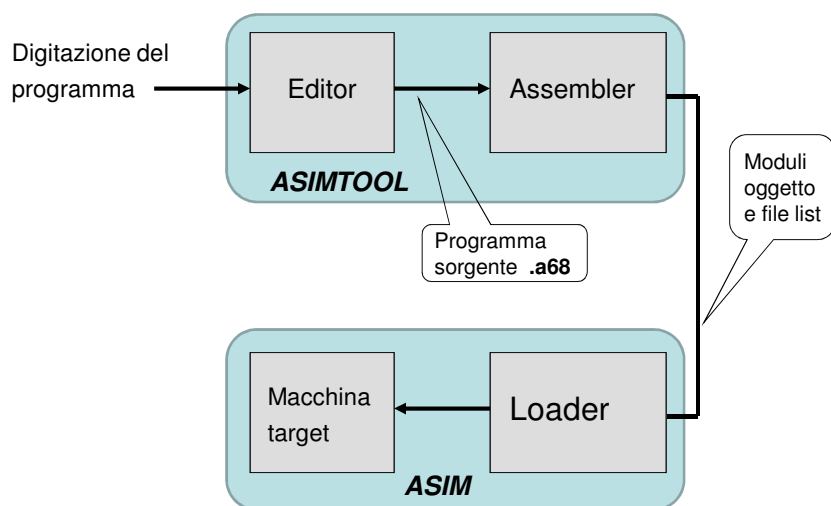 Digitazione del
programma
Editor
Assembler
ASIMTOOL
Moduli
oggetto
e file list
Programma
sorgente .a68
Macchina
target
Loader
ASIM